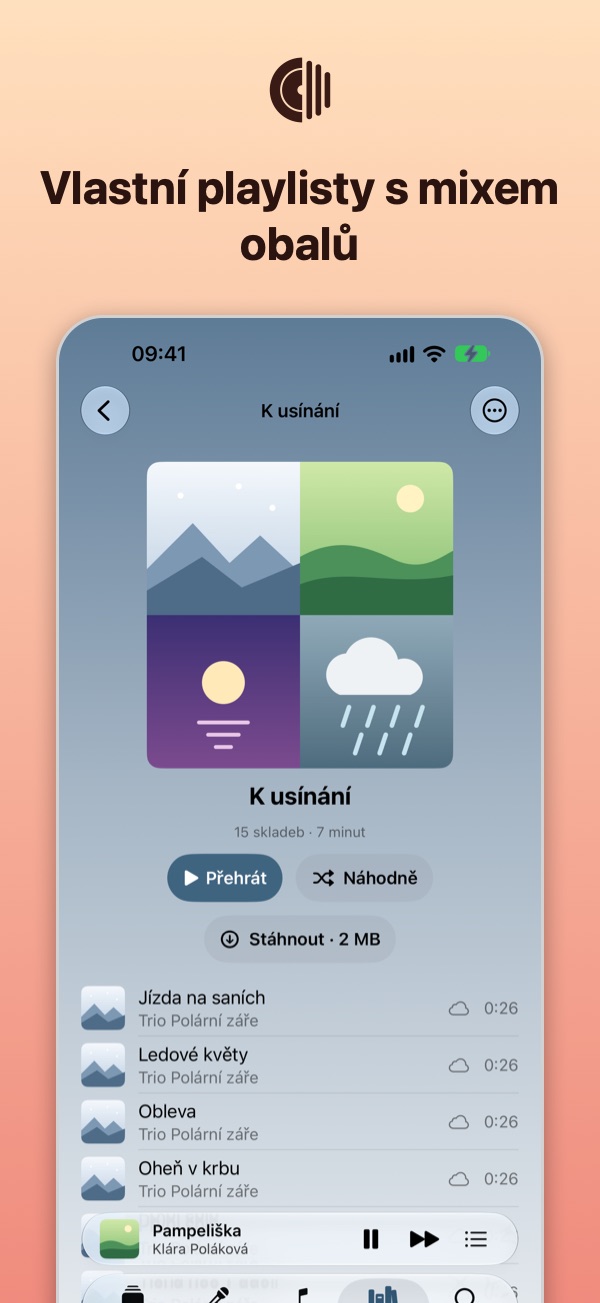 Vlastní playlisty s mixem
obalů
09:41
K usínání
K usínání
15 skladeb · 7 minut
Přehrát
Náhodně
Stáhnout · 2 MB
Jízda na saních
Trio Polární záře
0:26
Ledové květy
Trio Polární záře
0:26
Obleva
Trio Polární záře
0:26
Oheň v krbu
Trio Polární záře
0:26
Pampeliška
Klára Poláková